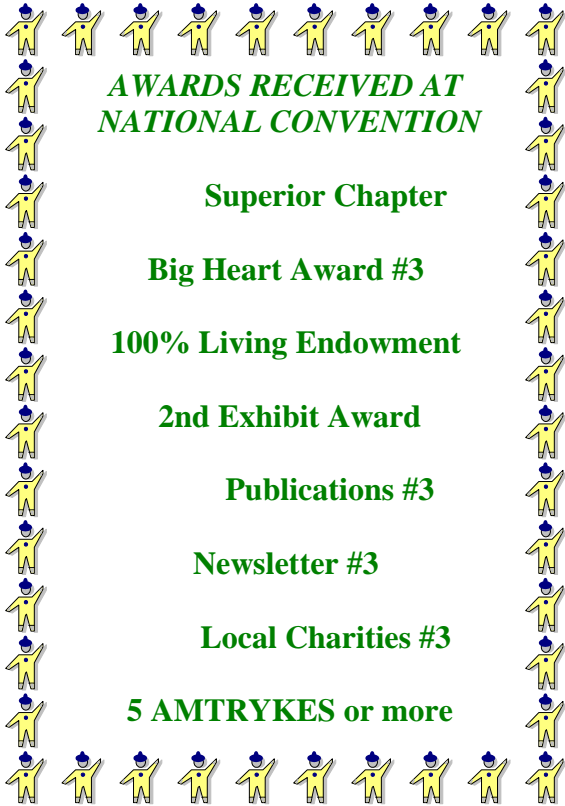 AWARDS RECEIVED AT
NATIONAL CONVENTION
Superior Chapter
Big Heart Award #3
100% Living Endowment
2nd Exhibit Award
Publications #3
Newsletter #3
Local Charities #3
5 AMTRYKES or more